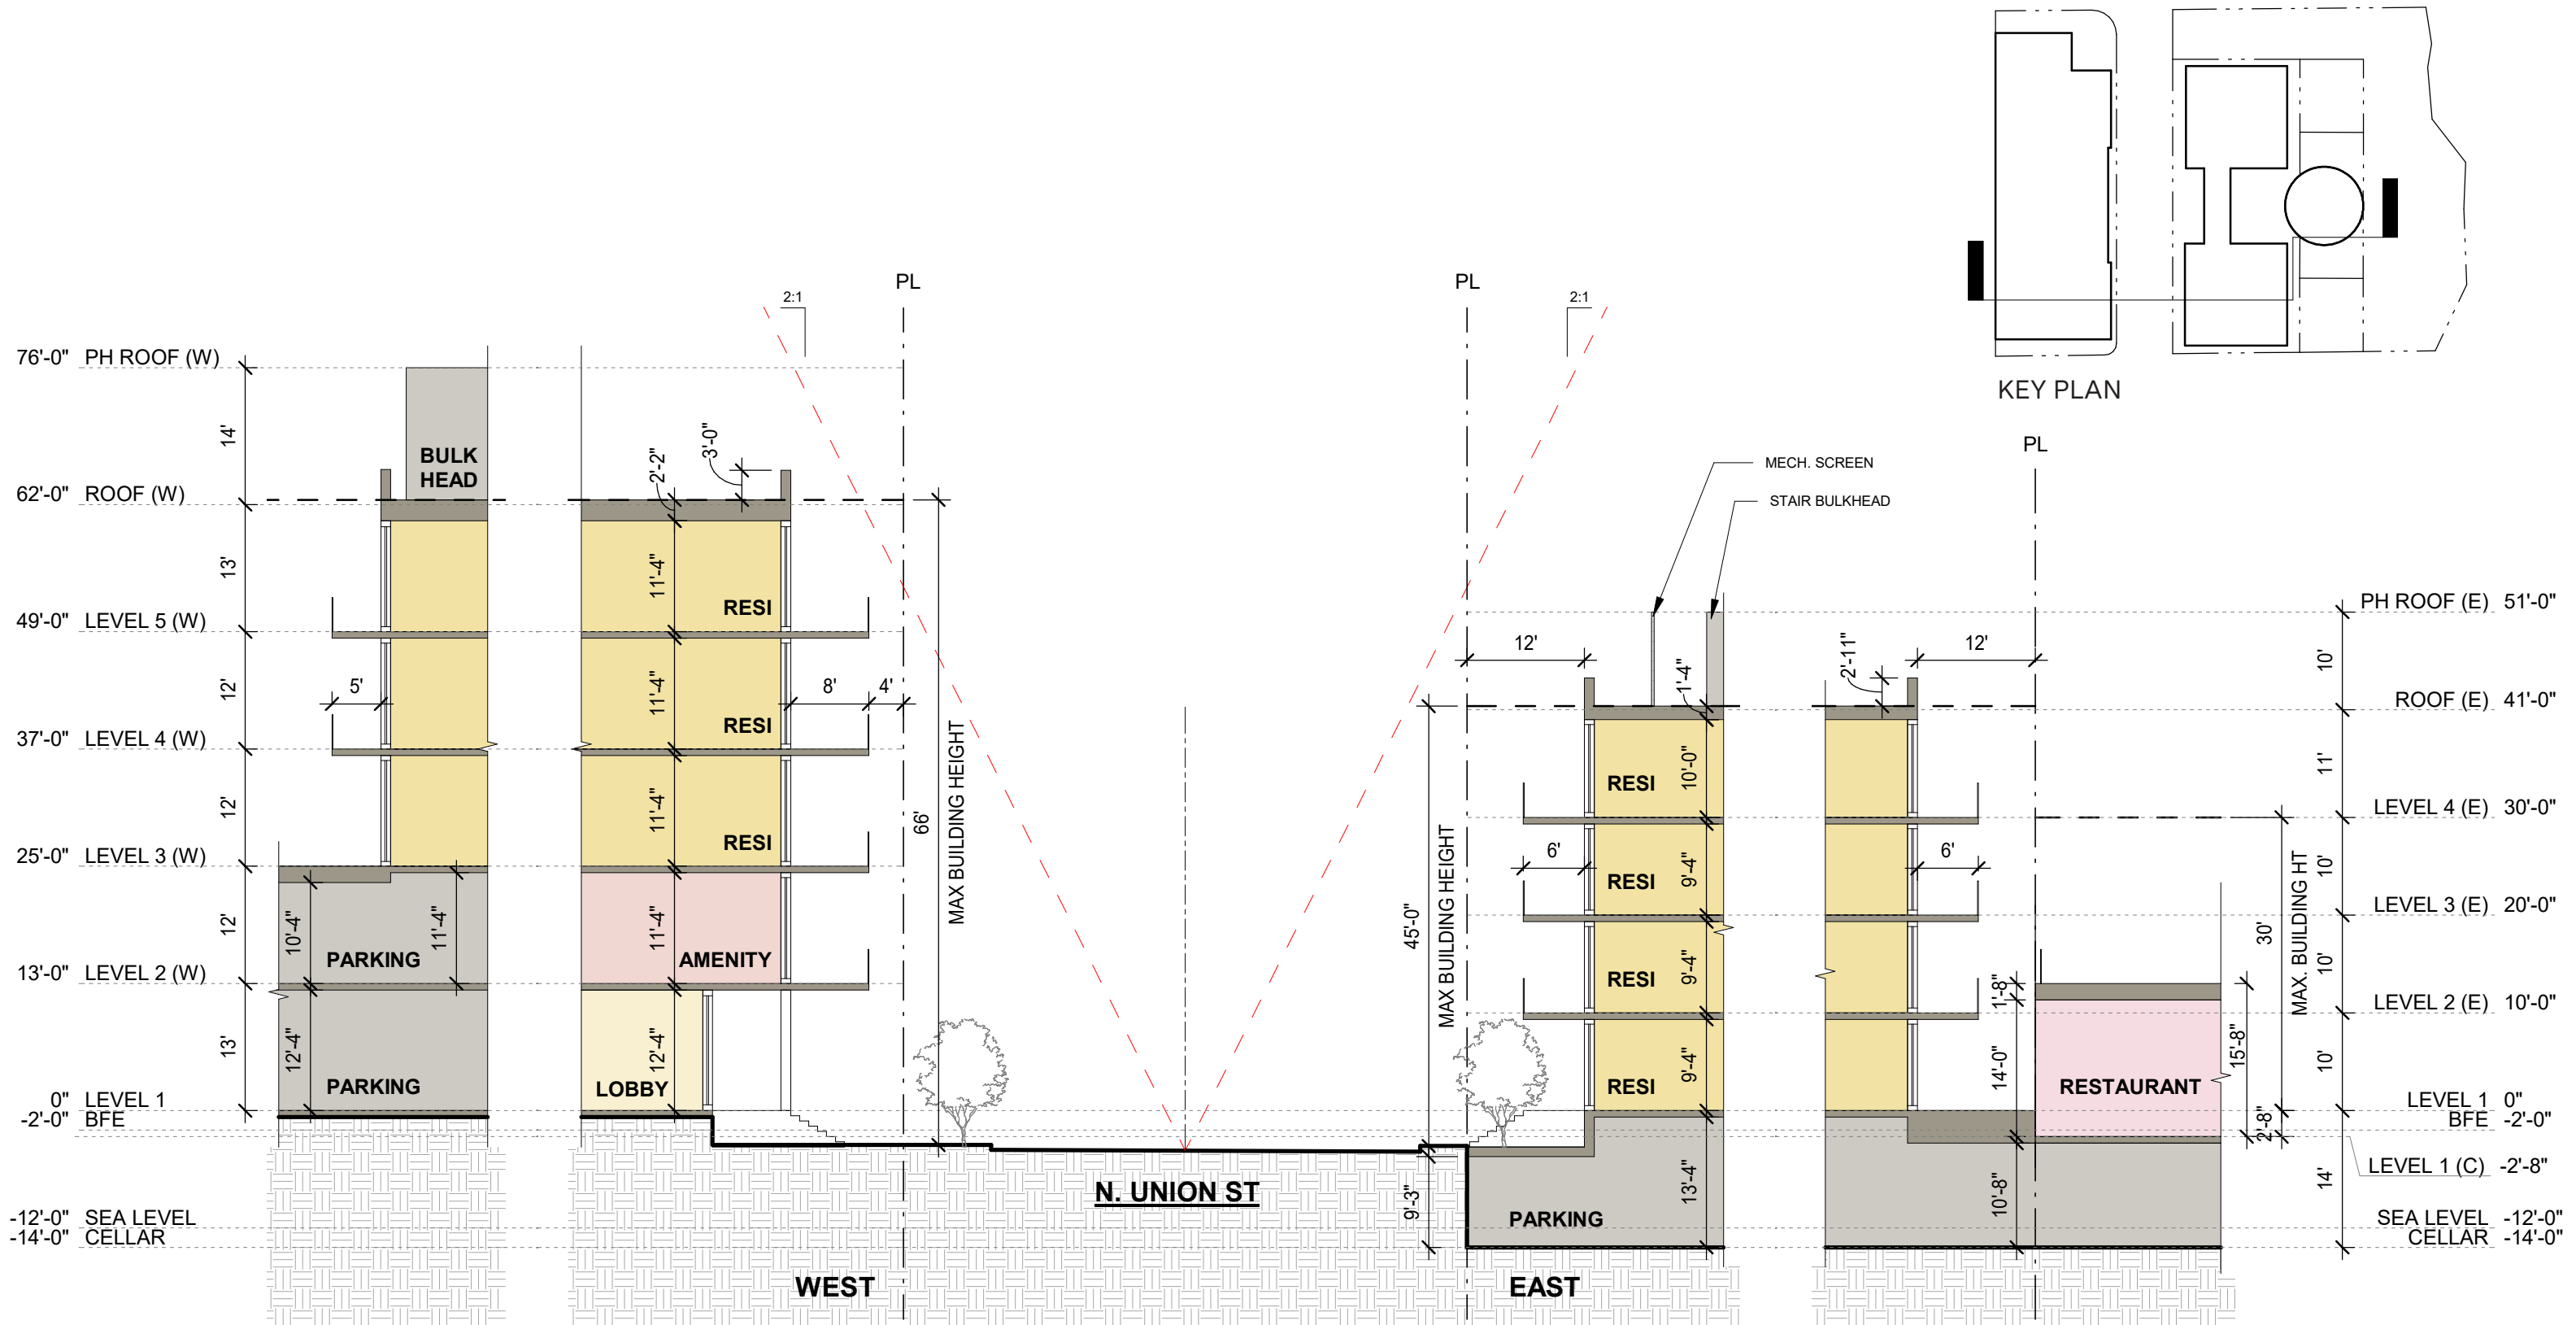 KEY PLAN
PL
PL
PL
2:1
2:1
76'-0" PH ROOF (W)
62'-0" ROOF (W)
49'-0" LEVEL 5 (W)
37'-0" LEVEL 4 (W)
25'-0" LEVEL 3 (W)
13'-0" LEVEL 2 (W)
0" LEVEL 1
-2'-0" BFE
-12'-0" SEA LEVEL
-14'-0" CELLAR
14'
13'
12'
12'
12'
13'
BULK
HEAD
5'
10'-4"
11'-4"
PARKING
12'-4"
PARKING
2'-2"
3'-0"
11'-4"
RESI
11'-4"
RESI
8'
4'
11'-4"
RESI
11'-4"
AMENITY
12'-4"
LOBBY
66'
MAX BUILDING HEIGHT
N. UNION ST
WEST
EAST
45'-0"
MAX BUILDING HEIGHT
9'-3"
MECH. SCREEN
STAIR BULKHEAD
12'
1'-4"
10'-0"
RESI
6'
9'-4"
RESI
9'-4"
RESI
9'-4"
RESI
13'-4"
PARKING
2'-11"
12'
6'
1'-8"
14'-0"
10'-8"
RESTAURANT
15'-8"
2'-8"
30'
MAX. BUILDING HT
10'
11'
10'
10'
10'
14'
PH ROOF (E) 51'-0"
ROOF (E) 41'-0"
LEVEL 4 (E) 30'-0"
LEVEL 3 (E) 20'-0"
LEVEL 2 (E) 10'-0"
LEVEL 1 0"
BFE -2'-0"
LEVEL 1 (C) -2'-8"
SEA LEVEL -12'-0"
CELLAR -14'-0"